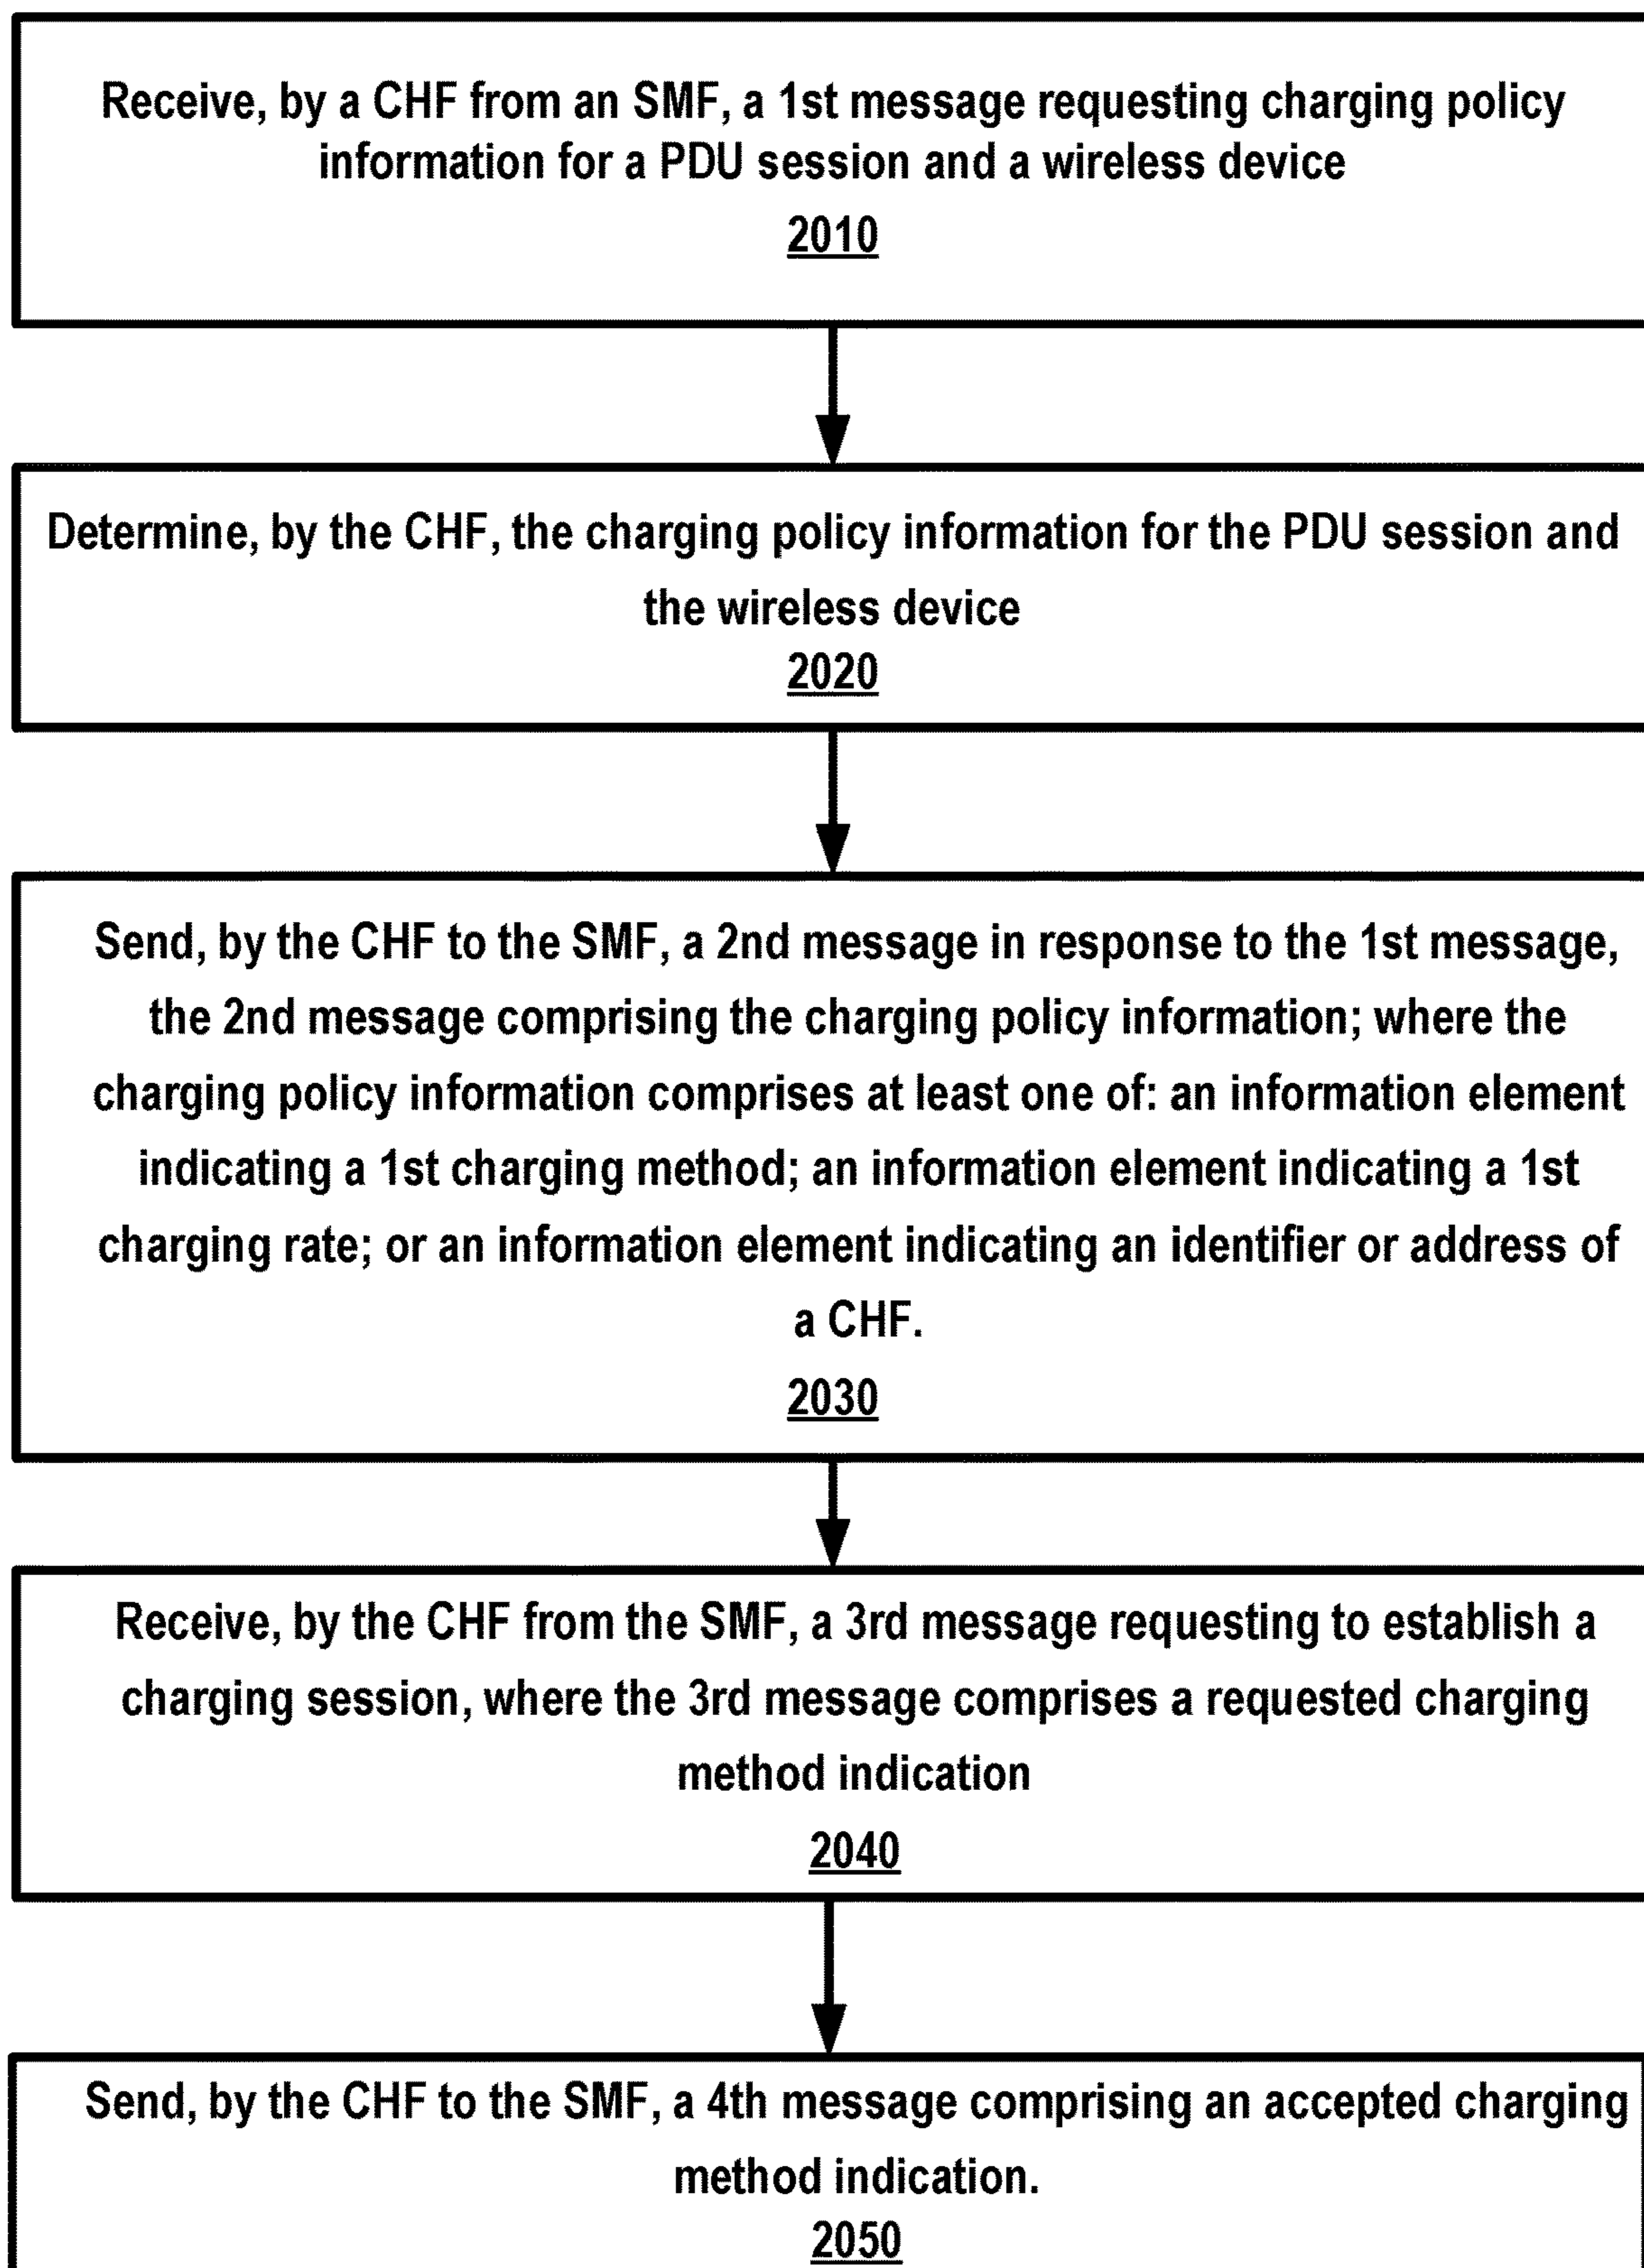 Receive, by a CHF from an SMF, a 1st message requesting charging policy
information for a PDU session and a wireless device
2010
Determine, by the CHF, the charging policy information for the PDU session and
the wireless device
2020
Send, by the CHF to the SMF, a 2nd message in response to the 1st message,
the 2nd message comprising the charging policy information; where the
charging policy information comprises at least one of: an information element
indicating a 1st charging method; an information element indicating a 1st
charging rate; or an information element indicating an identifier or address of
a CHF.
2030
Receive, by the CHF from the SMF, a 3rd message requesting to establish a
charging session, where the 3rd message comprises a requested charging
method indication
2040
Send, by the CHF to the SMF, a 4th message comprising an accepted charging
method indication.
2050